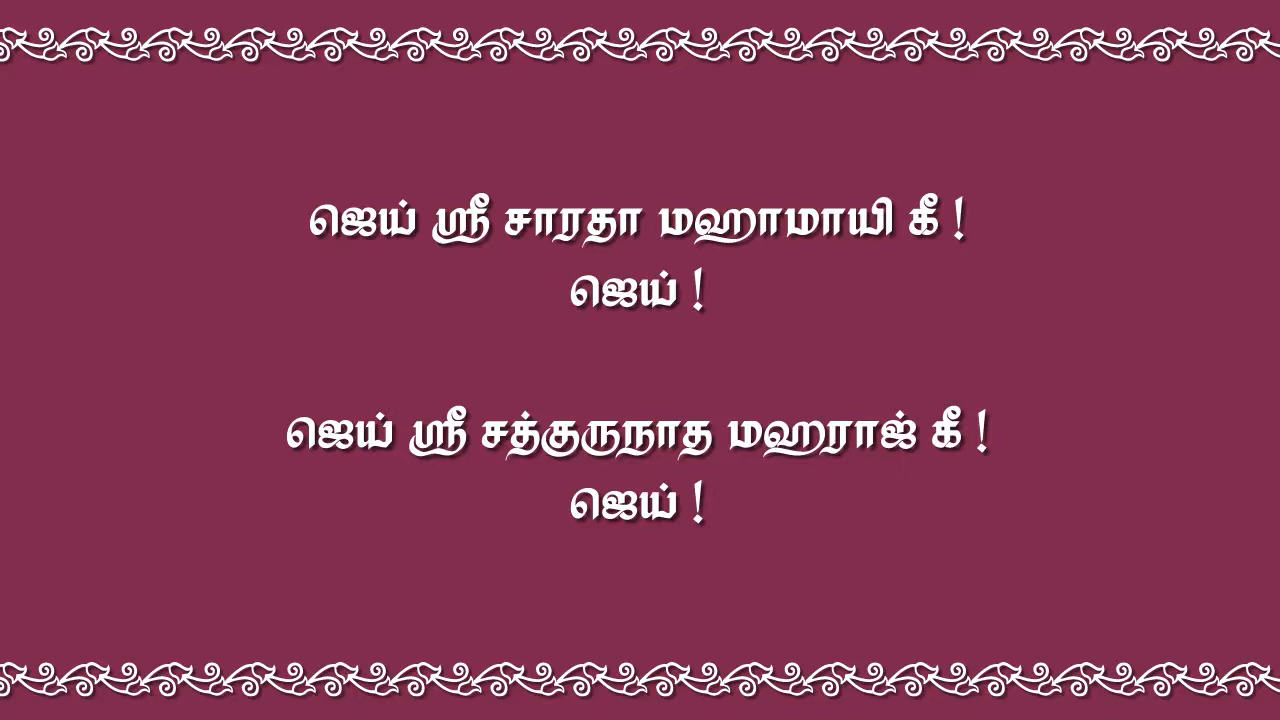 ஜெய் ஸ்ரீ சாரதா மஹாமாயி கீ !
ஜெய் !
ஜெய் ஸ்ரீ சத்குருநாத மஹராஜ் கீ !
ஜெய் !